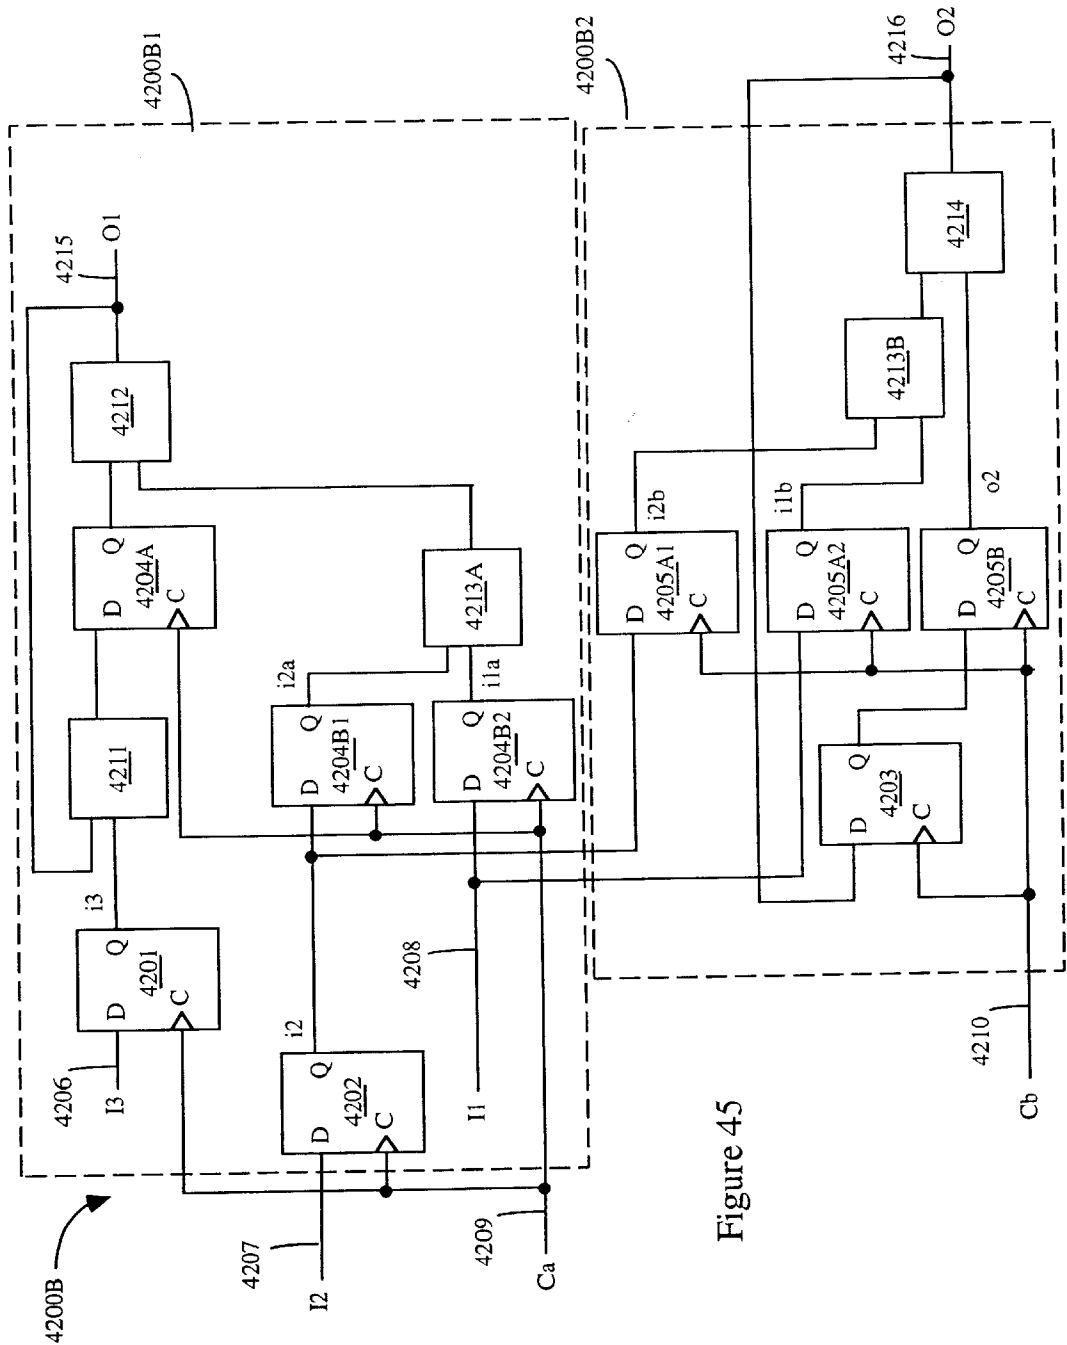 4200B
4200B1
4200B2
4206
I3
D
Q
4201
C
i3
4211
D
Q
4204A
C
4212
4215
O1
4207
I2
D
Q
4202
C
i2
D
Q
4204B1
C
i2a
4208
I1
D
Q
4204B2
C
i1a
4213A
4209
Ca
D
Q
4205A1
C
i2b
D
Q
4205A2
C
i1b
4213B
D
Q
4203
C
D
Q
4205B
C
o2
4214
4216
O2
4210
Cb
Figure 45